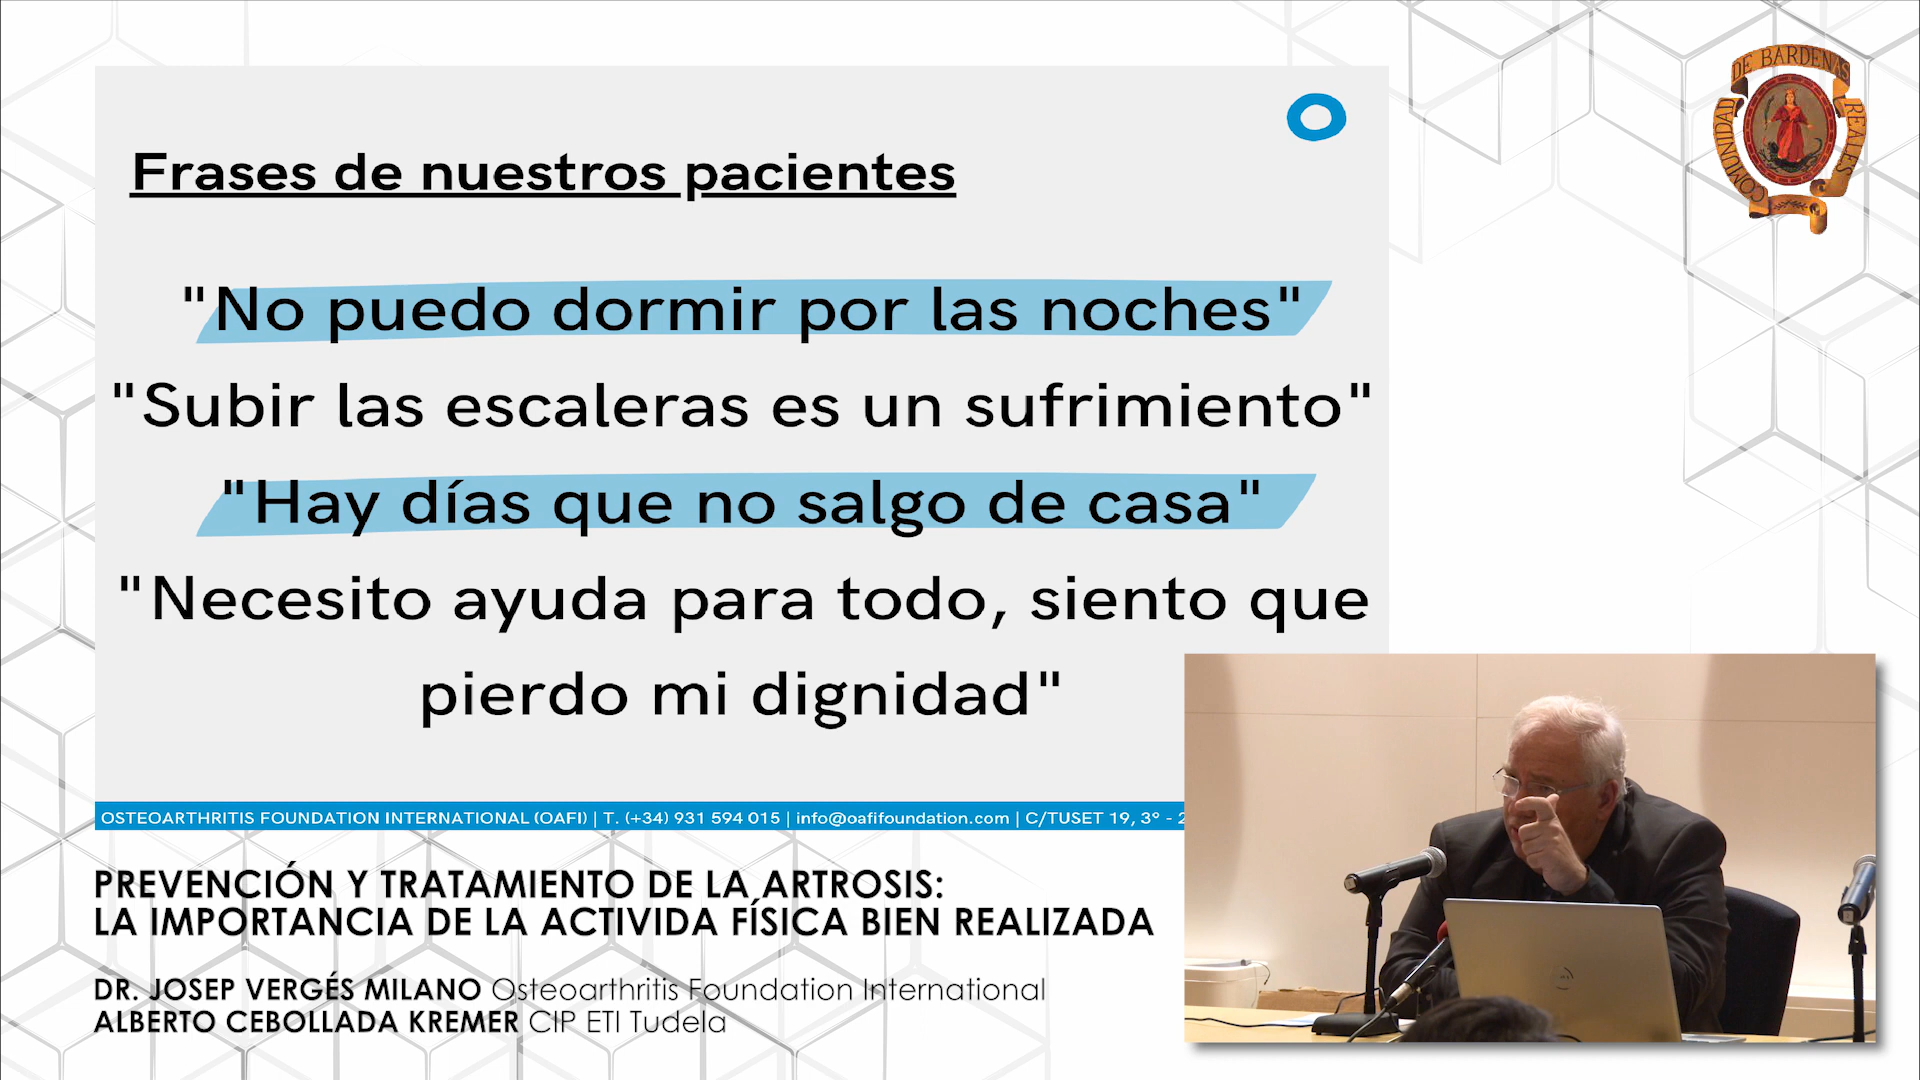 Frases de nuestros pacientes
"No puedo dormir por las noches"
"Subir las escaleras es un sufrimiento"
"Hay días que no salgo de casa"
"Necesito ayuda para todo, siento que
pierdo mi dignidad"
OSTEOARTHRITIS FOUNDATION INTERNATIONAL (OAFI) | T. (+34) 931 594 015 | info@oafifoundation.com | C/TUSET 19, 3º - 2
PREVENCIÓN Y TRATAMIENTO DE LA ARTROSIS:
LA IMPORTANCIA DE LA ACTIVIDA FÍSICA BIEN REALIZADA
DR. JOSEP VERGÉS MILANO Osteoarthritis Foundation International
ALBERTO CEBOLLADA KREMER CIP ETI Tudela
COMUNIDAD
DE BARDENAS
REALES